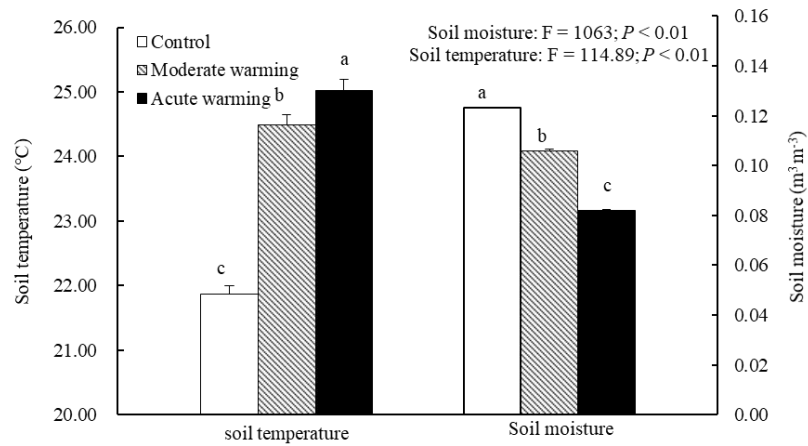 26.00
25.00
24.00
23.00
22.00
21.00
20.00
Soil temperature (°C)
Control
Moderate warming
Acute warming
Soil moisture: F = 1063; P < 0.01
Soil temperature: F = 114.89; P < 0.01
c
b
a
a
b
c
soil temperature
Soil moisture
0.16
0.14
0.12
0.10
0.08
0.06
0.04
0.02
0.00
Soil moisture (m³ m⁻³)